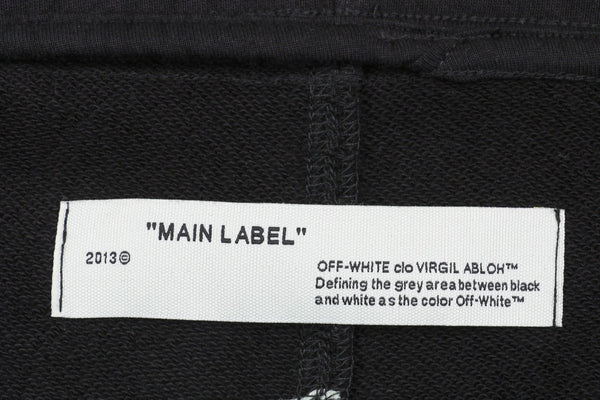 "MAIN LABEL"
2013©
OFF-WHITE c/o VIRGIL ABLOH™
Defining the grey area between black
and white as the color Off-White™